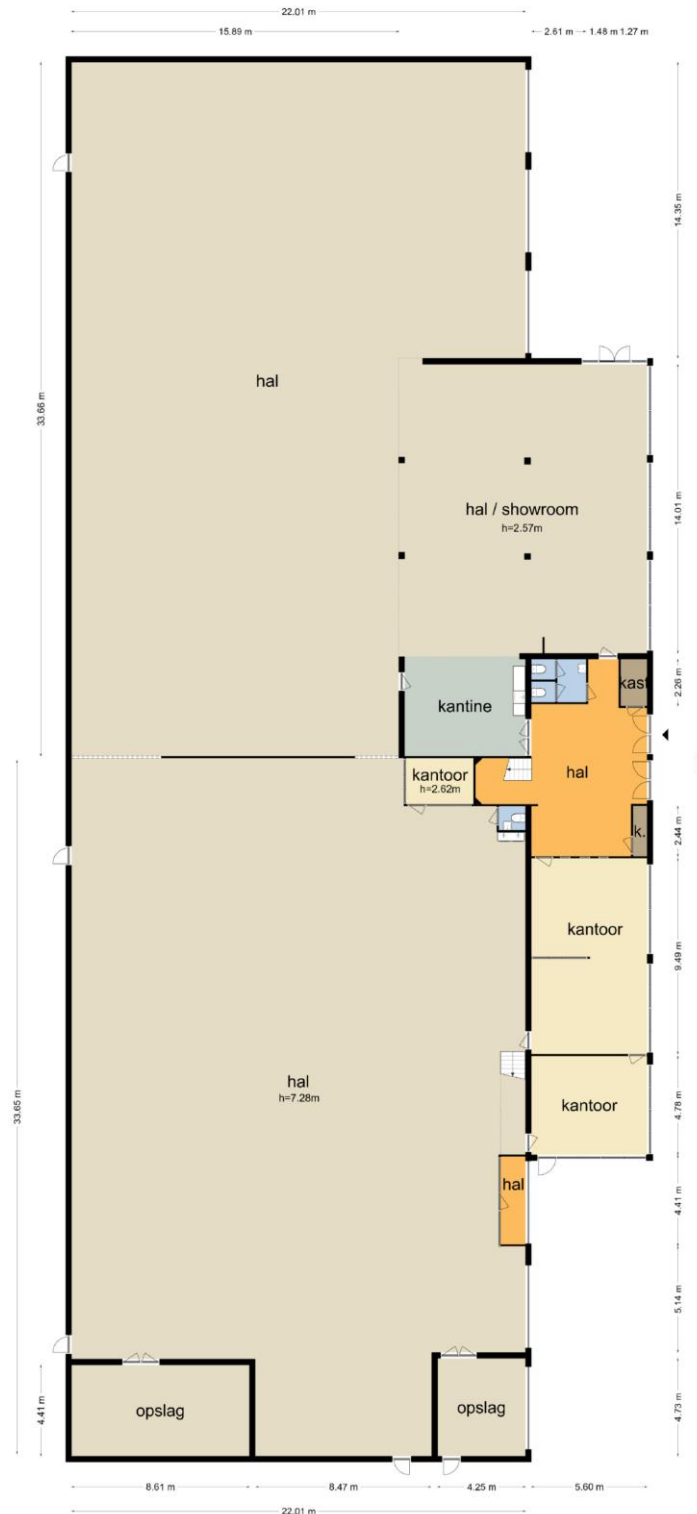 22.01 m
15.89 m
2.61 m
1.48 m
1.27 m
14.35 m
33.66 m
hal
hal / showroom
h=2.57m
14.01 m
2.26 m
kast
kantine
hal
kantoor
h=2.62m
k.
2.44 m
kantoor
9.49 m
hal
h=7.28m
33.65 m
kantoor
4.78 m
hal
4.41 m
5.14 m
opslag
opslag
4.41 m
4.73 m
8.61 m
8.47 m
4.25 m
5.60 m
22.01 m